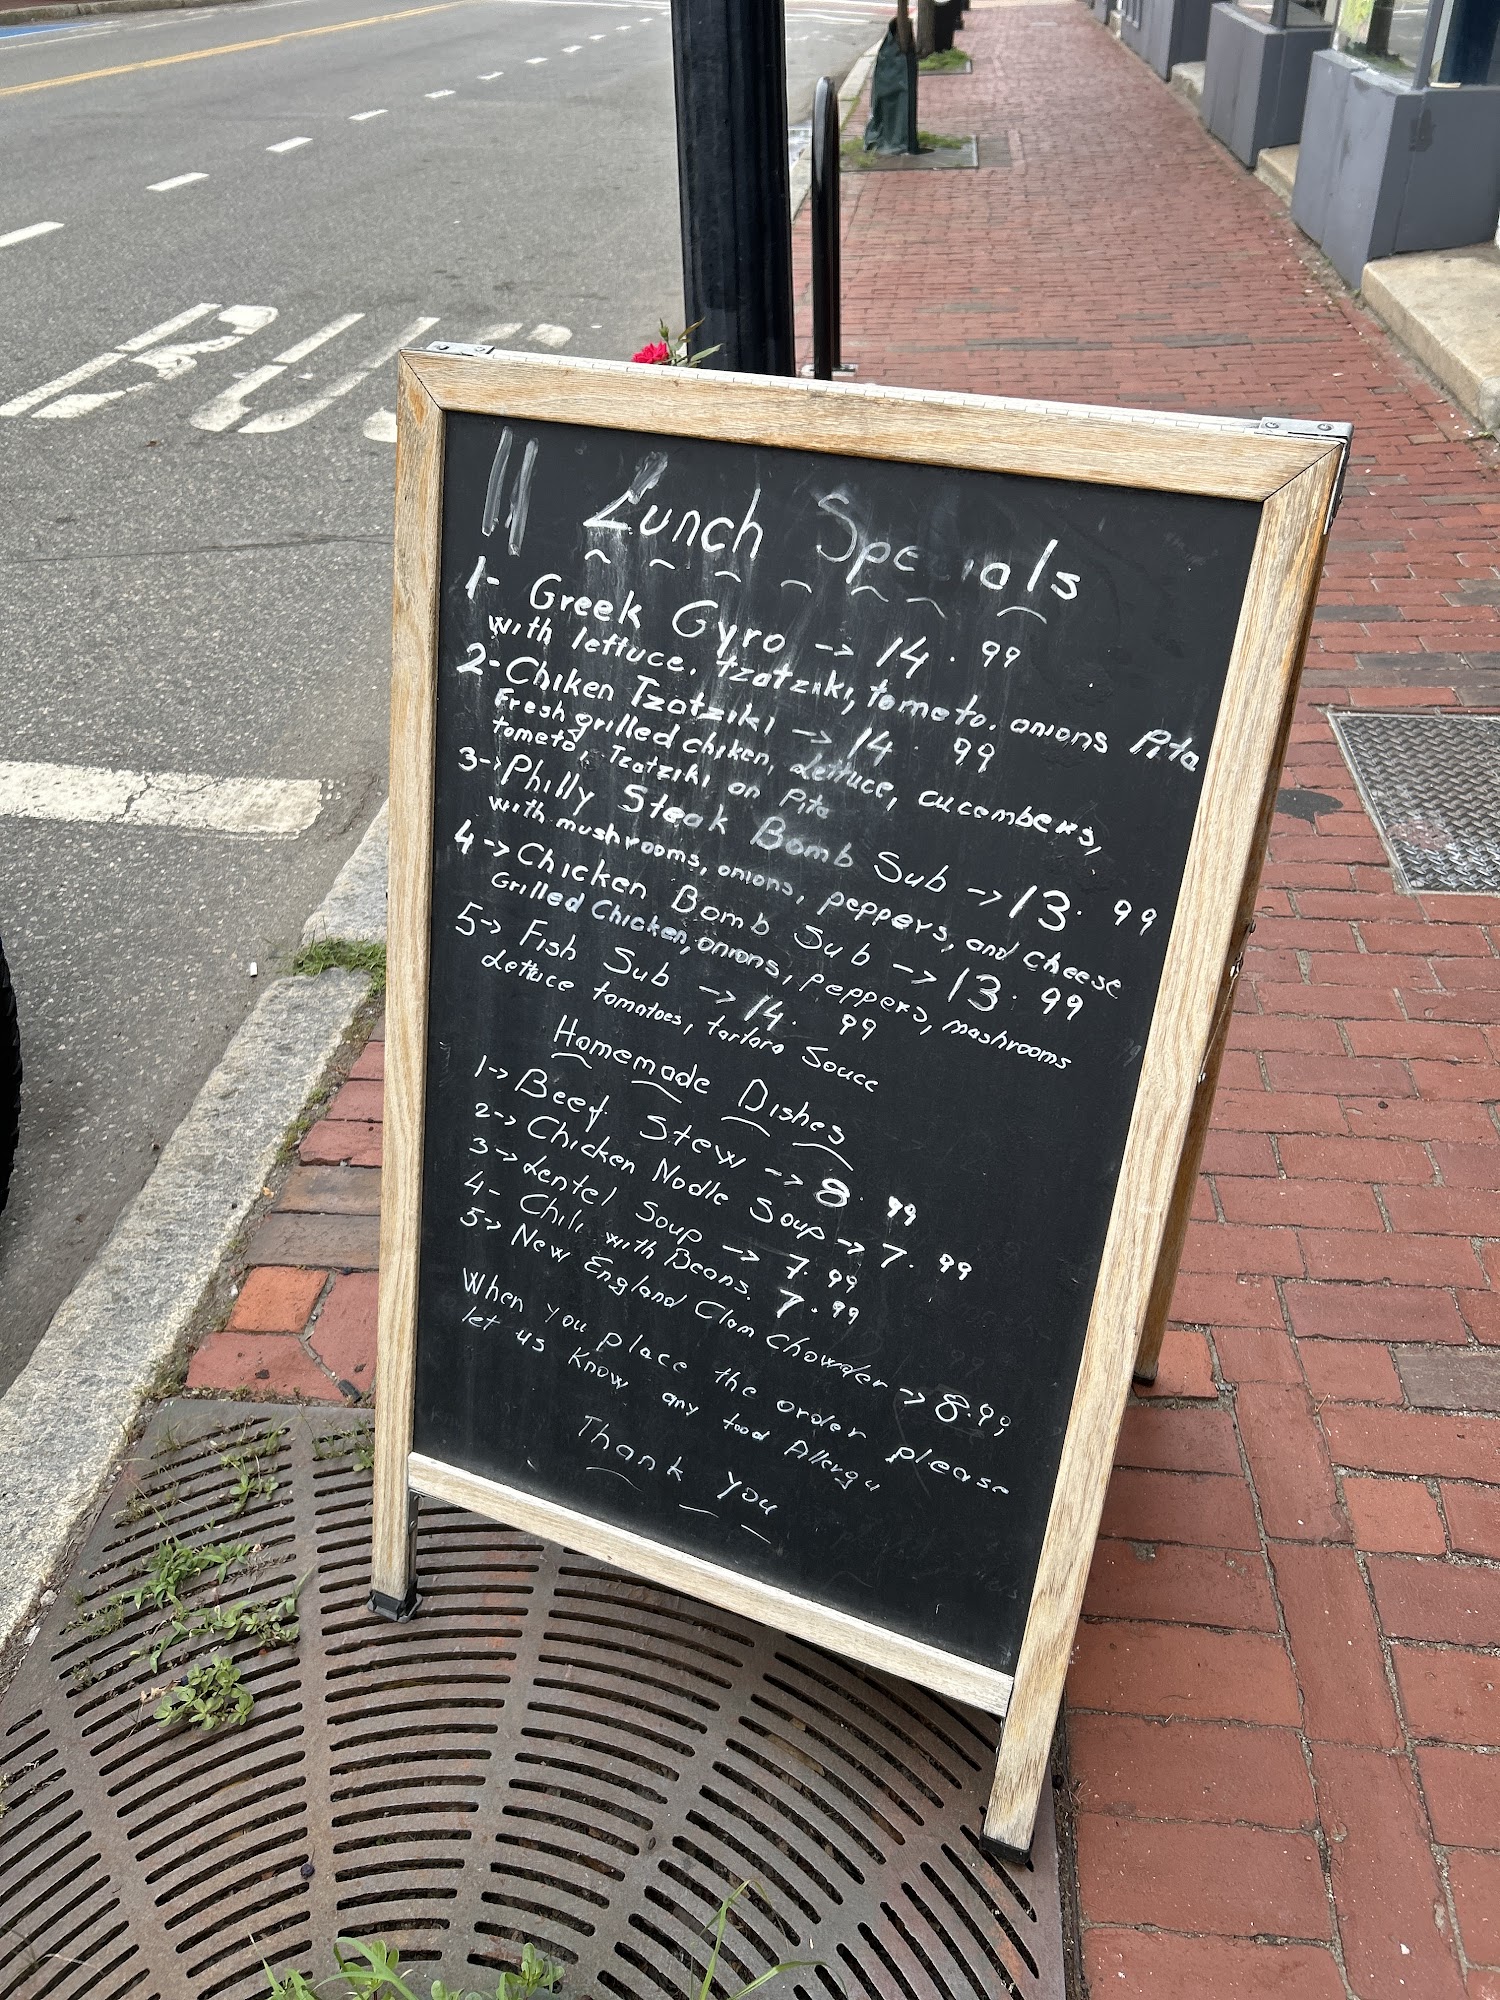 BUS
Lunch Specials
1- Greek Gyro -> 14.99
with lettuce, tzatziki, tometo, onions Pita
2- Chiken Tzatziki -> 14.99
Fresh grilled chiken, Lettuce, cucembers,
tometo, Tzatziki on Pita
3-> Philly Steak Bomb Sub -> 13.99
with mushrooms, onions, peppers, and cheese
4-> Chicken Bomb Sub -> 13.99
Grilled Chicken, onions, peppers, mashrooms
5-> Fish Sub -> 14.99
Lettuce tomatoes, tartara Souce
Homemade Dishes
1-> Beef Stew -> 8.99
2-> Chicken Nodle Soup -> 7.99
3-> Lentel Soup -> 7.99
4- Chili with Beans. 7.99
5-> New England Clam Chowder -> 8.99,
When you place the order please
let us know any food Allergy
Thank you